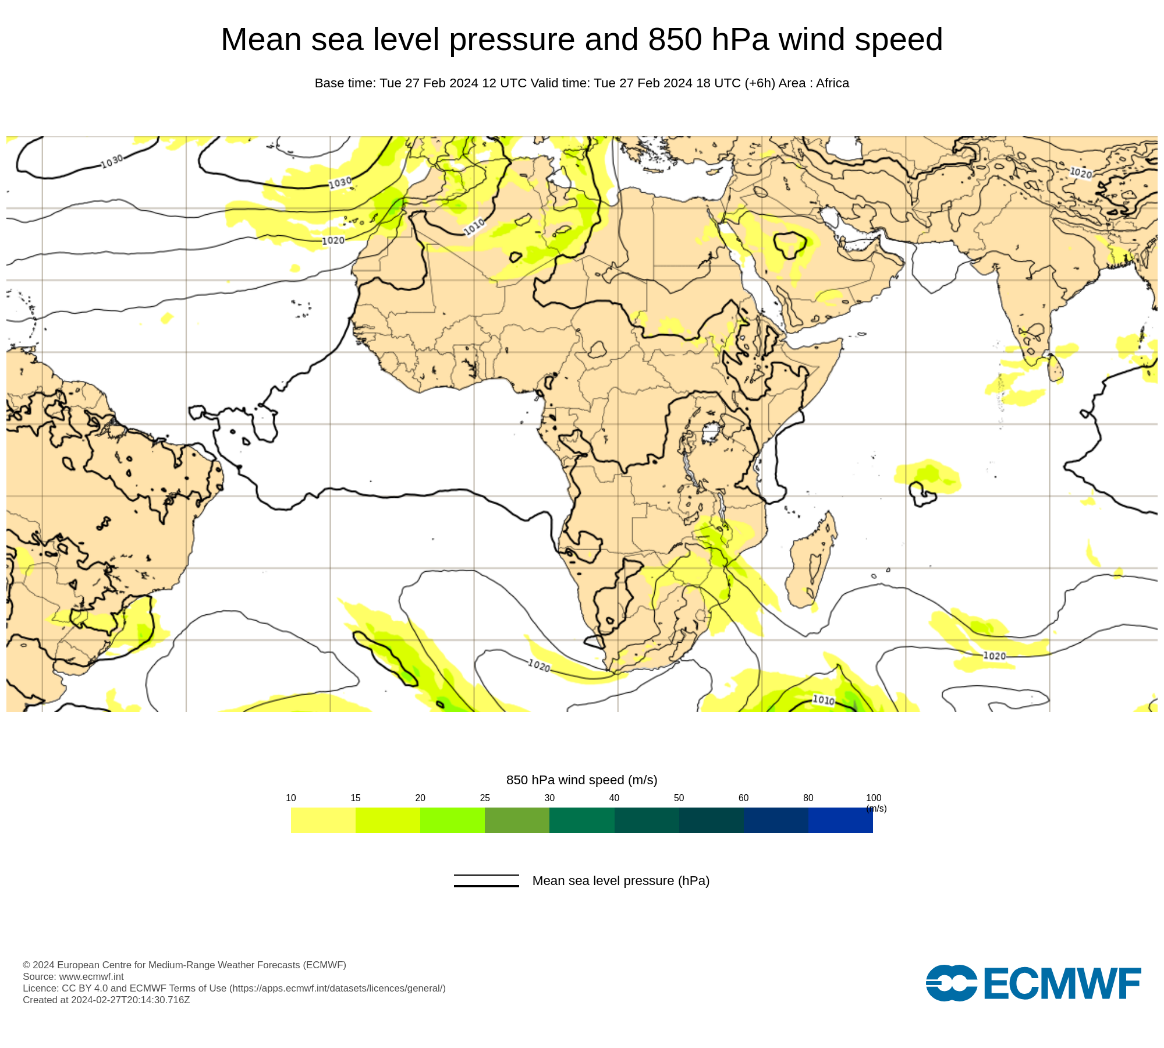 Mean sea level pressure and 850 hPa wind speed
Base time: Tue 27 Feb 2024 12 UTC Valid time: Tue 27 Feb 2024 18 UTC (+6h) Area : Africa
1030
1030
1020
1020
1010
1020
1020
1010
850 hPa wind speed (m/s)
10 15 20 25 30 40 50 60 80 100
(m/s)
Mean sea level pressure (hPa)
© 2024 European Centre for Medium-Range Weather Forecasts (ECMWF)
Source: www.ecmwf.int
Licence: CC BY 4.0 and ECMWF Terms of Use (https://apps.ecmwf.int/datasets/licences/general/)
Created at 2024-02-27T20:14:30.716Z
ECMWF